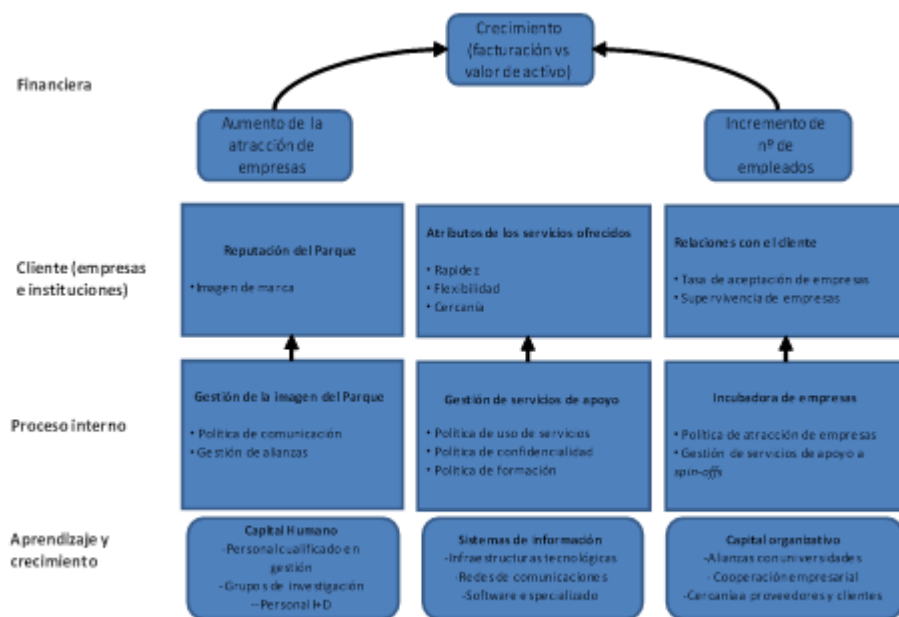 Crecimiento
(facturación vs
valor de activo)
Financiera
Aumento de la
atracción de
empresas
Incremento de
nº de
empleados
Cliente (empresas
e instituciones)
Reputación del Parque
• Imagen de marca
Atributos de los servicios ofrecidos
• Rapidez
• Flexibilidad
• Cercanía
Relaciones con el cliente
• Tasa de aceptación de empresas
• Supervivencia de empresas
Proceso interno
Gestión de la imagen del Parque
• Política de comunicación
• Gestión de alianzas
Gestión de servicios de apoyo
• Política de uso de servicios
• Política de confidencialidad
• Política de formación
Incubadora de empresas
• Política de atracción de empresas
• Gestión de servicios de apoyo a
spin-offs
Aprendizaje y
crecimiento
Capital Humano
-Personal cualificado en
gestión
-Grupos de investigación
--Personal I+D
Sistemas de información
-Infraestructuras tecnológicas
-Redes de comunicaciones
-Software especializado
Capital organizativo
-Alianzas con universidades
- Cooperación empresarial
-Cercanía a proveedores y clientes